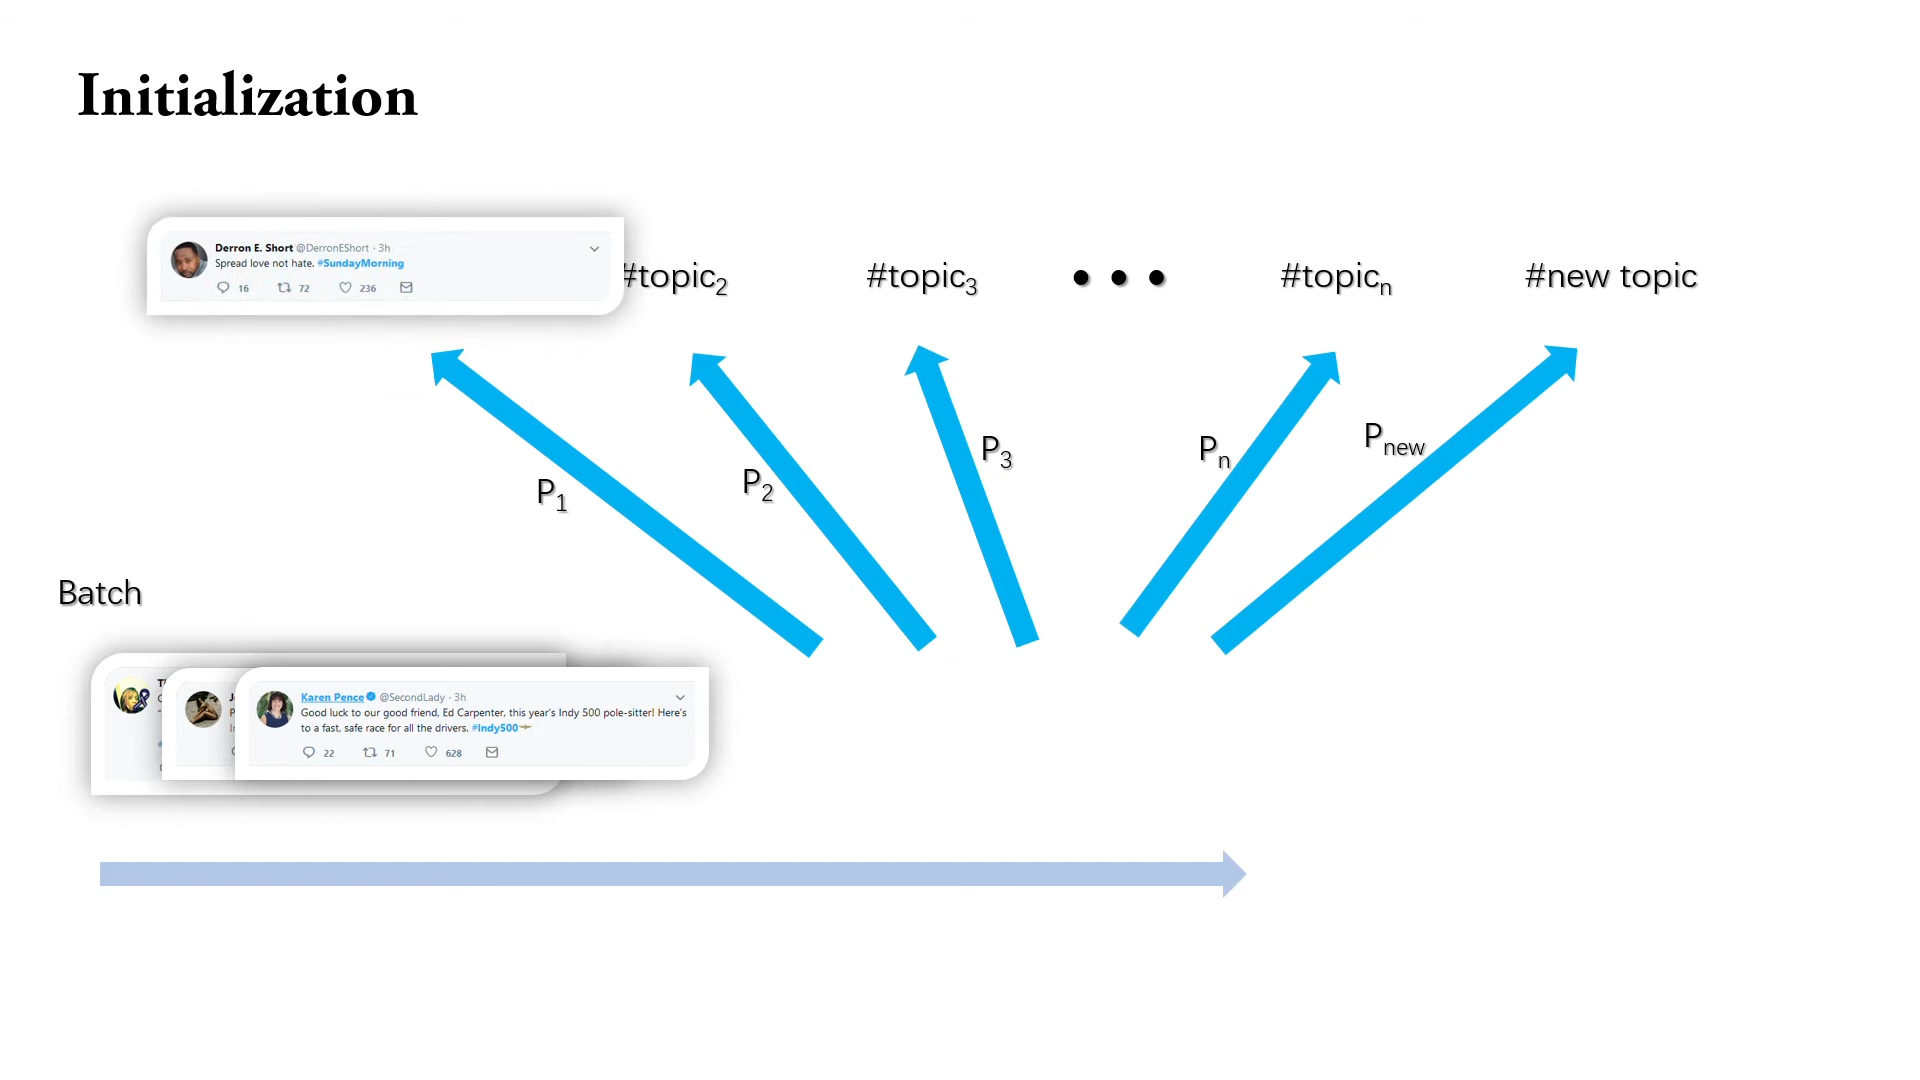 Initialization
Derron E. Short @DerronEShort · 3h
Spread love not hate. #SundayMorning
16 72 236
#topic2 #topic3 • • • #topicn #new topic
P1 P2 P3 Pn Pnew
Batch
Karen Pence @SecondLady · 3h
Good luck to our good friend, Ed Carpenter, this year's Indy 500 pole-sitter! Here's
to a fast, safe race for all the drivers. #Indy500
22 71 628